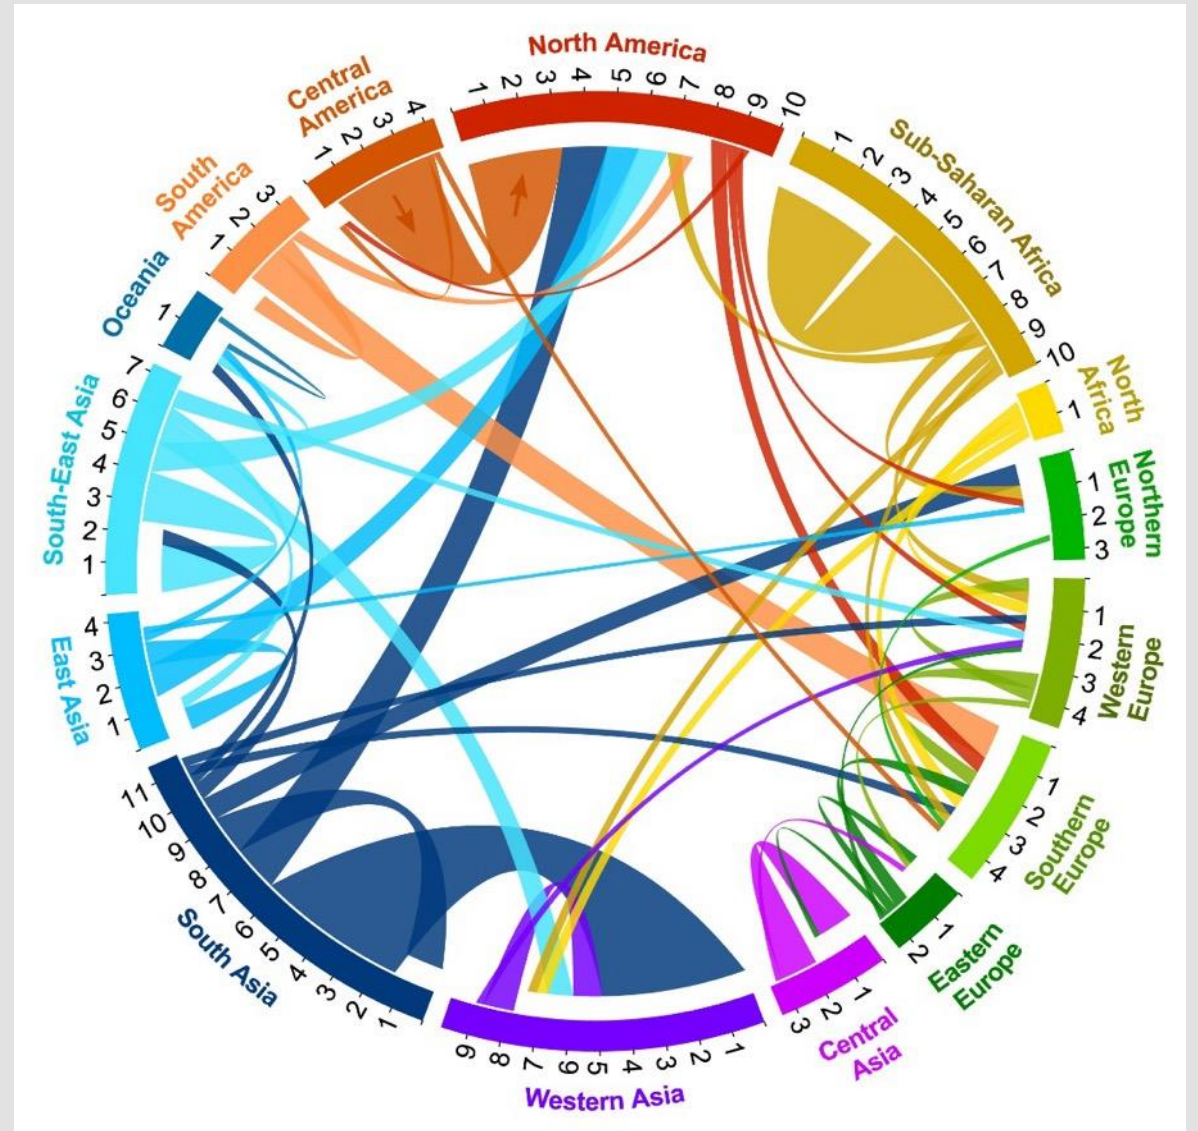 North America
1 2 3 4 5 6 7 8 9 10
Sub-Saharan Africa
1 2 3 4 5 6 7 8 9 10
North
Africa
1
Northern
Europe
1 2 3
Western
Europe
1 2 3 4
Southern
Europe
1 2 3 4
Eastern
Europe
1 2
Central
Asia
1 2 3
Western Asia
1 2 3 4 5 6 7 8 9
South Asia
1 2 3 4 5 6 7 8 9 10 11
East Asia
1 2 3 4
South-East Asia
1 2 3 4 5 6 7
Oceania
1
South
America
1 2 3
Central
America
1 2 3 4